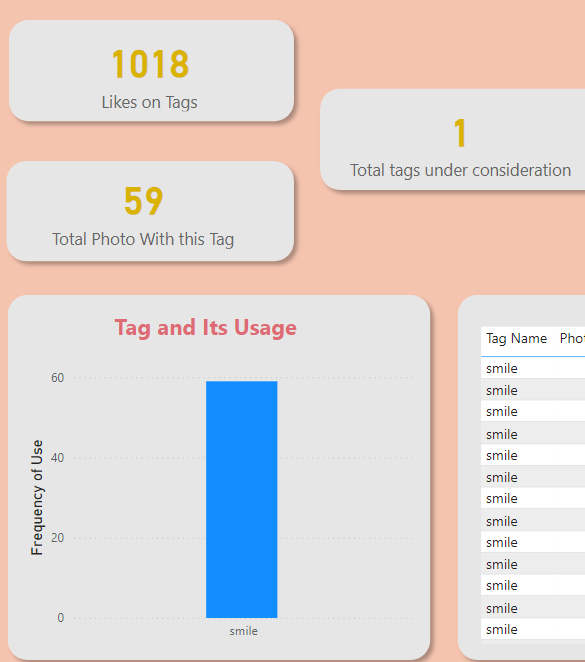 1018
Likes on Tags
1
Total tags under consideration
59
Total Photo With this Tag
Tag and Its Usage
Frequency of Use
60
40
20
0
smile
Tag Name
smile
smile
smile
smile
smile
smile
smile
smile
smile
smile
smile
smile
smile